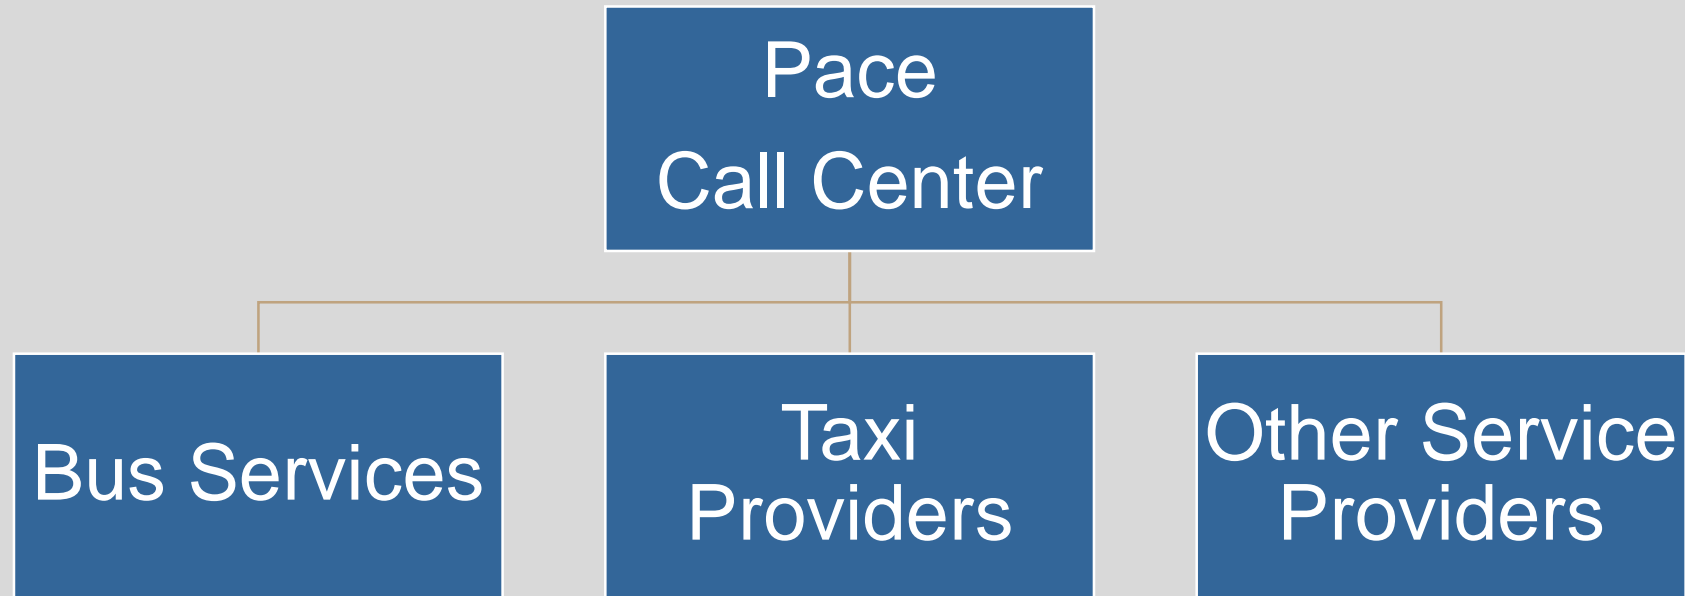 Pace
Call Center
Bus Services
Taxi
Providers
Other Service
Providers